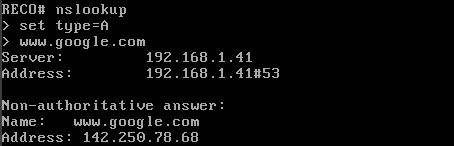 RECO# nslookup
> set type=A
> www.google.com
Server:         192.168.1.41
Address:        192.168.1.41#53

Non-authoritative answer:
Name:   www.google.com
Address: 142.250.78.68